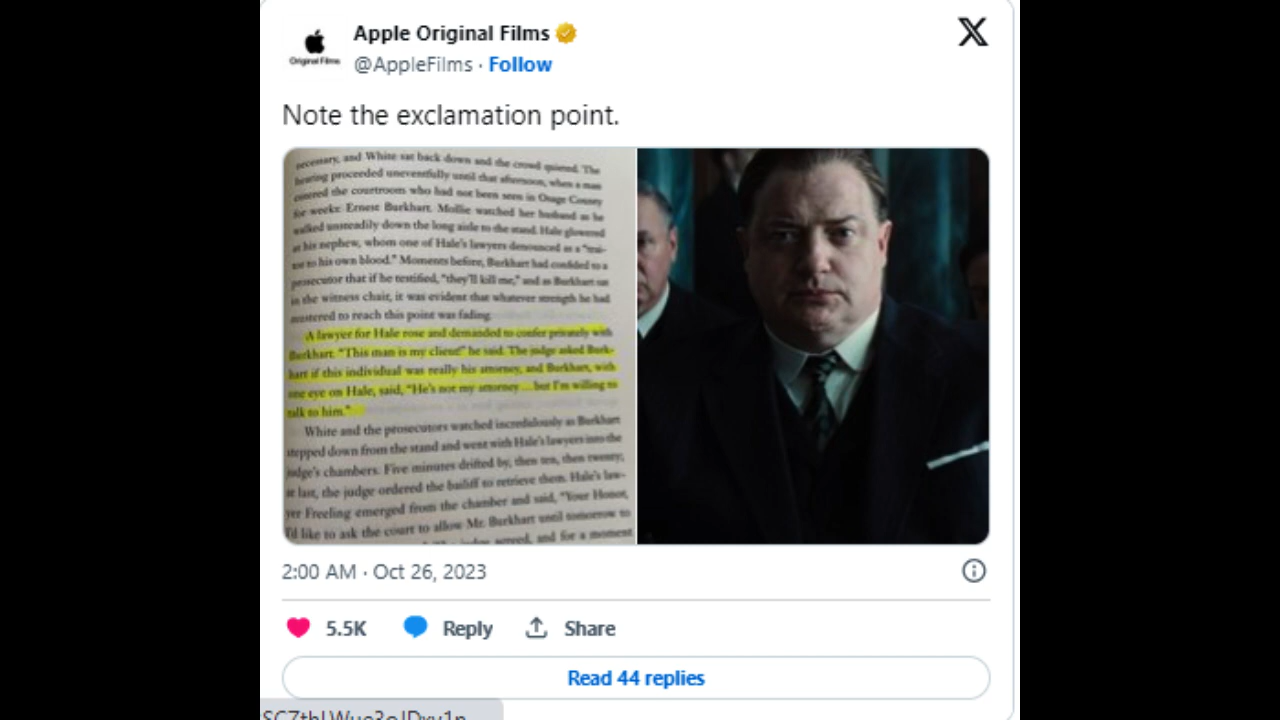 Apple Original Films
Original Films
@AppleFilms · Follow
Note the exclamation point.
necessary, and White sat back down and the crowd quieted. The
hearing proceeded uneventfully until that afternoon, when a man
entered the courtroom who had not been seen in Osage County
for weeks: Ernest Burkhart. Mollie watched her husband as he
walked unsteadily down the long aisle to the stand. Hale glowered
at his nephew, whom one of Hale's lawyers denounced as a "trai-
tor to his own blood." Moments before, Burkhart had confided to a
prosecutor that if he testified, "they'll kill me," and as Burkhart sat
in the witness chair, it was evident that whatever strength he had
mustered to reach this point was fading.
A lawyer for Hale rose and demanded to confer privately with
Burkhart. "This man is my client!" he said. The judge asked Burk-
hart if this individual was really his attorney, and Burkhart, with
one eye on Hale, said, "He's not my attorney ... but I'm willing to
talk to him."
White and the prosecutors watched incredulously as Burkhart
stepped down from the stand and went with Hale's lawyers into the
judge's chambers. Five minutes drifted by, then ten, then twenty.
At last, the judge ordered the bailiff to retrieve them. Hale's law-
yer Freeling emerged from the chamber and said, "Your Honor,
I'd like to ask the court to allow Mr. Burkhart until tomorrow to
judge agreed, and for a moment
2:00 AM · Oct 26, 2023
5.5K Reply Share
Read 44 replies